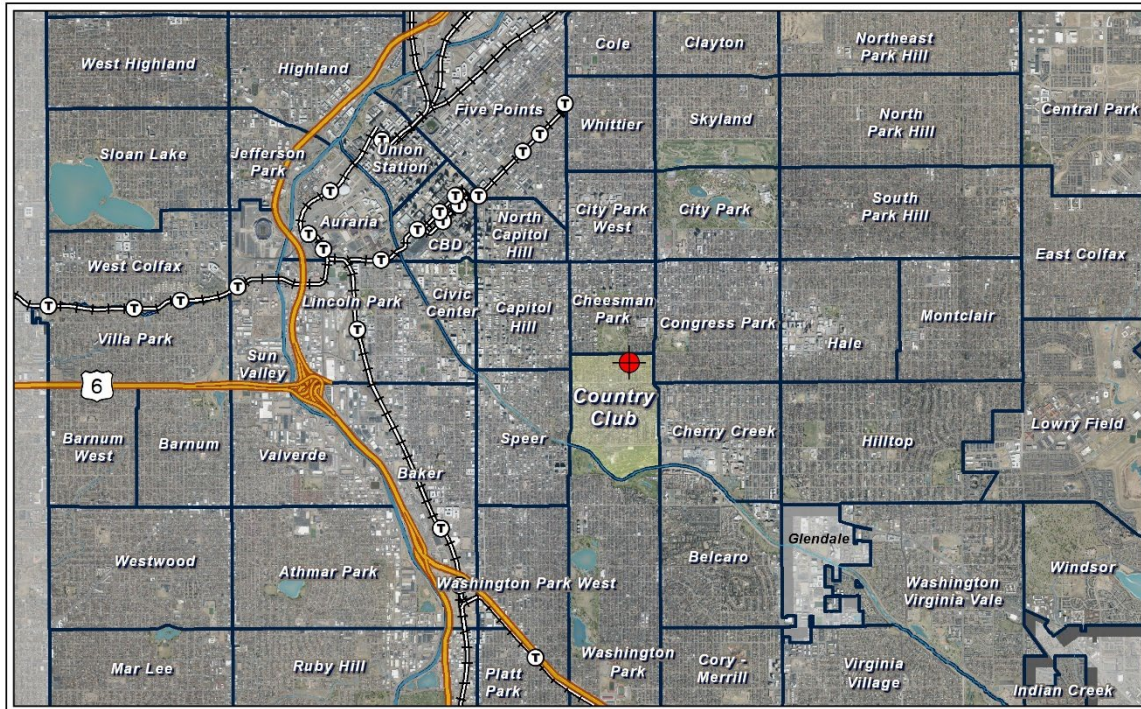 Cole
Clayton
Northeast
Park Hill
West Highland
Highland
Five Points
Central Park
Whittier
Skyland
North
Park Hill
Sloan Lake
Jefferson
Park
Union
Station
T
T
T
T
T
T
T
T
T
T
T
T
Auraria
CBD
North
Capitol
Hill
City Park
West
City Park
South
Park Hill
East Colfax
West Colfax
T
T
T
T
T
Lincoln Park
Civic
Center
Capitol
Hill
Cheesman
Park
Congress Park
Hale
Montclair
Villa Park
T
Sun
Valley
6
Country
Club
Barnum
West
Barnum
Valverde
Baker
Speer
Cherry Creek
Hilltop
Lowry Field
T
Westwood
Athmar Park
Washington Park West
Belcaro
Glendale
Washington
Virginia Vale
Windsor
Mar Lee
Ruby Hill
Platt
Park
T
Washington
Park
Cory -
Merrill
Virginia
Village
Indian Creek